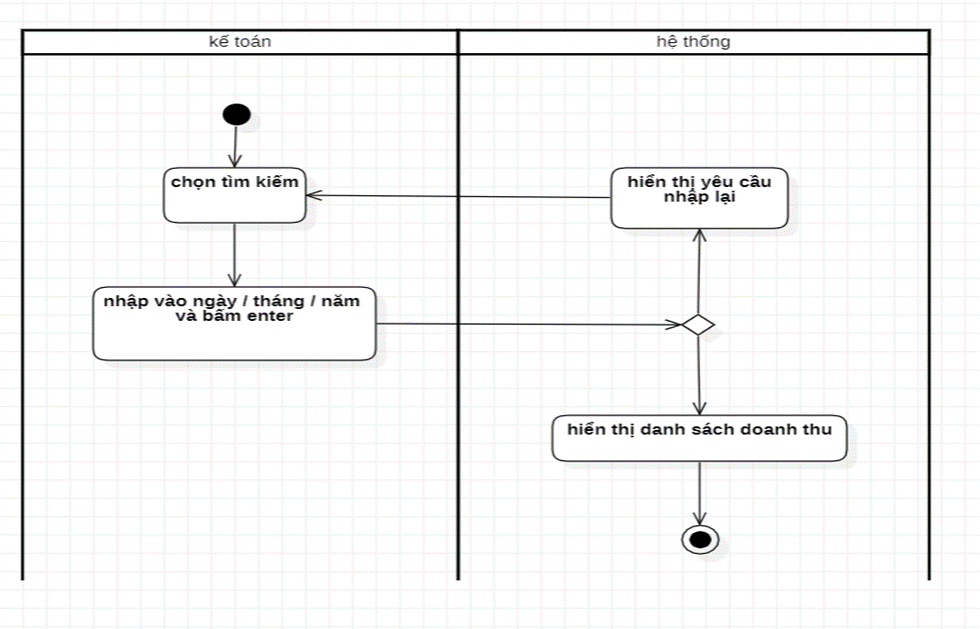 kế toán
hệ thống
chọn tìm kiếm
hiển thị yêu cầu
nhập lại
nhập vào ngày / tháng / năm
và bấm enter
hiển thị danh sách doanh thu